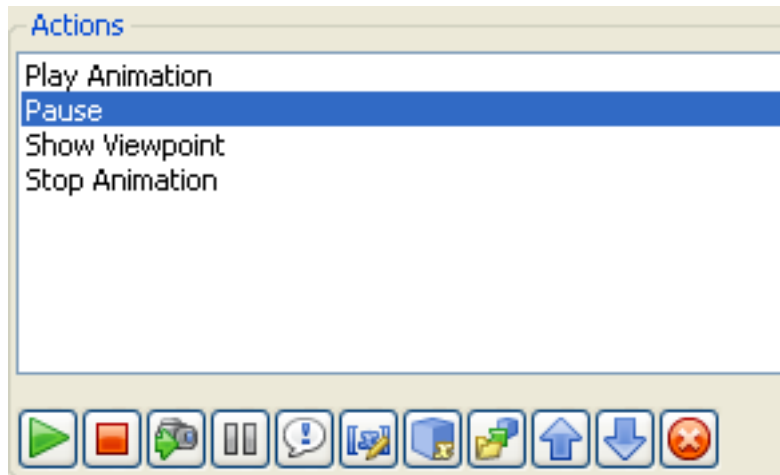 Actions
Play Animation
Pause
Show Viewpoint
Stop Animation